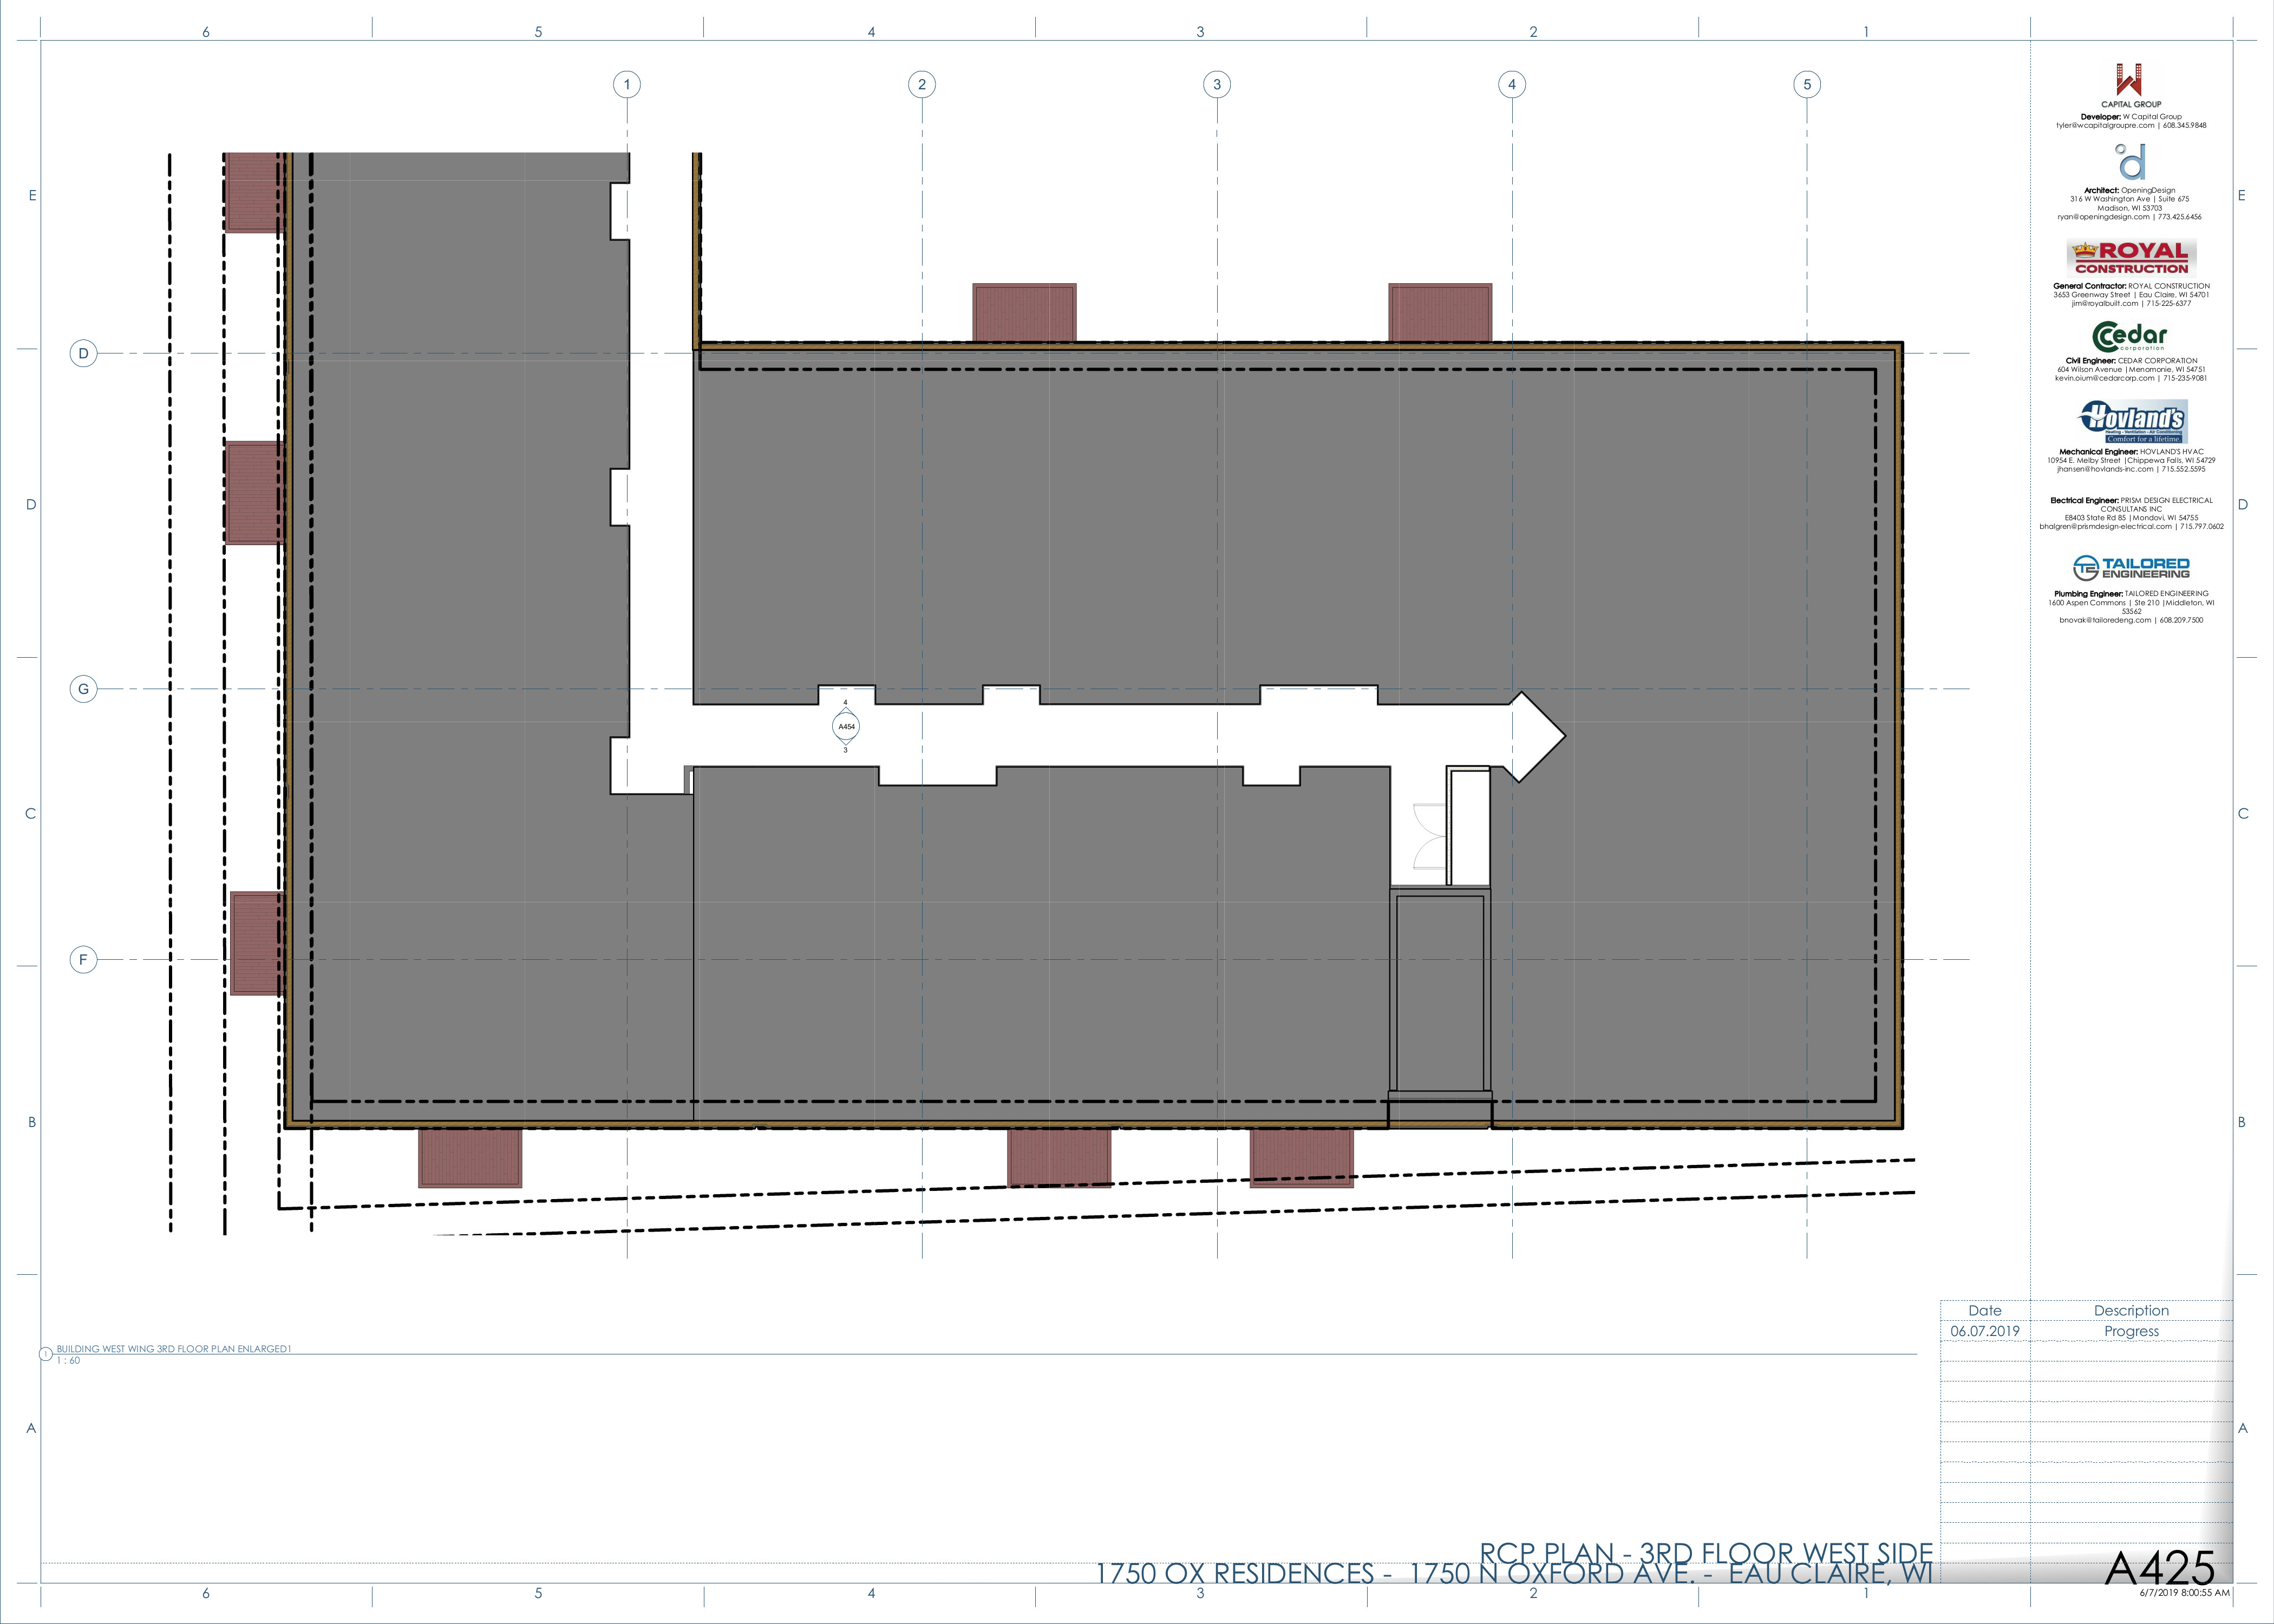 6 5 4 3 2 1
1 2 3 4 5
E E
D
D D
G
4
A454
3
C C
F
B B
A A
W
CAPITAL GROUP
Developer: W Capital Group
tyler@wcapitalgroupre.com | 608.345.9848
d
Architect: OpeningDesign
316 W Washington Ave | Suite 675
Madison, WI 53703
ryan@openingdesign.com | 773.425.6456
ROYAL
CONSTRUCTION
General Contractor: ROYAL CONSTRUCTION
3653 Greenway Street | Eau Claire, WI 54701
jim@royalbuilt.com | 715-225-6377
Cedar
corporation
Civil Engineer: CEDAR CORPORATION
604 Wilson Avenue |Menomonie, WI 54751
kevin.oium@cedarcorp.com | 715-235-9081
Hovland's
Heating - Ventilation - Air Conditioning
Comfort for a lifetime.
Mechanical Engineer: HOVLAND'S HVAC
10954 E. Melby Street |Chippewa Falls, WI 54729
jhansen@hovlands-inc.com | 715.552.5595
Electrical Engineer: PRISM DESIGN ELECTRICAL
CONSULTANS INC
E8403 State Rd 85 |Mondovi, WI 54755
bhalgren@prismdesign-electrical.com | 715.797.0602
TE TAILORED
ENGINEERING
Plumbing Engineer: TAILORED ENGINEERING
1600 Aspen Commons | Ste 210 |Middleton, WI
53562
bnovak@tailoredeng.com | 608.209.7500
Date Description
06.07.2019 Progress
1 BUILDING WEST WING 3RD FLOOR PLAN ENLARGED1
1 : 60
RCP PLAN - 3RD FLOOR WEST SIDE
1750 OX RESIDENCES - 1750 N OXFORD AVE. - EAU CLAIRE, WI
A425
6/7/2019 8:00:55 AM
6 5 4 3 2 1